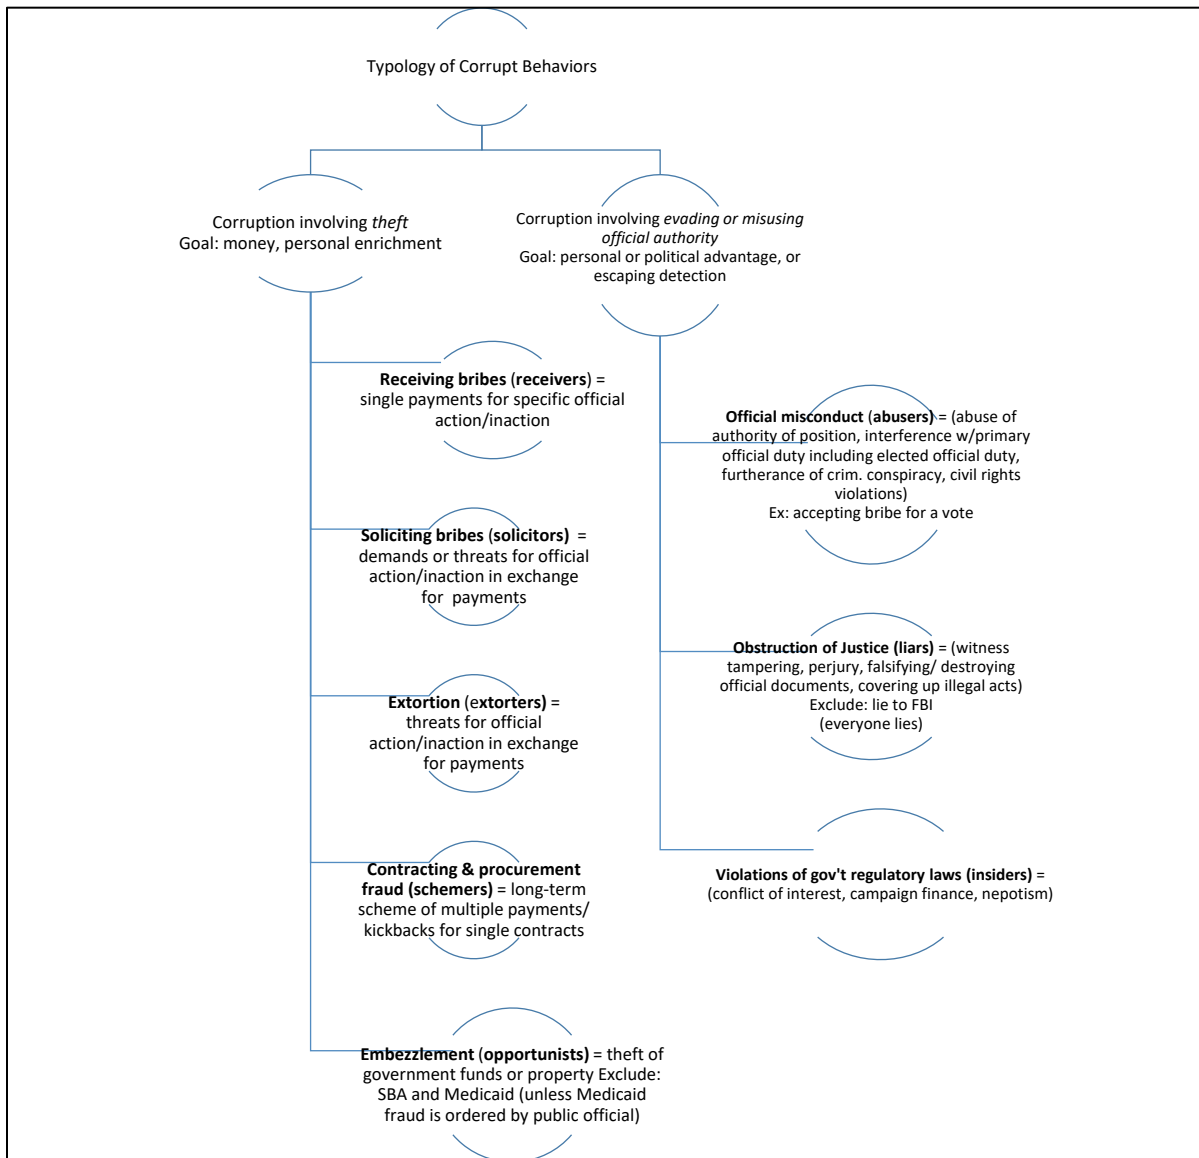 Typology of Corrupt Behaviors
Corruption involving theft
Goal: money, personal enrichment
Corruption involving evading or misusing
official authority
Goal: personal or political advantage, or
escaping detection
Receiving bribes (receivers) =
single payments for specific official
action/inaction
Soliciting bribes (solicitors) =
demands or threats for official
action/inaction in exchange
for payments
Extortion (extorters) =
threats for official
action/inaction in exchange
for payments
Contracting & procurement
fraud (schemers) = long-term
scheme of multiple payments/
kickbacks for single contracts
Embezzlement (opportunists) = theft of
government funds or property Exclude:
SBA and Medicaid (unless Medicaid
fraud is ordered by public official)
Official misconduct (abusers) = (abuse of
authority of position, interference w/primary
official duty including elected official duty,
furtherance of crim. conspiracy, civil rights
violations)
Ex: accepting bribe for a vote
Obstruction of Justice (liars) = (witness
tampering, perjury, falsifying/ destroying
official documents, covering up illegal acts)
Exclude: lie to FBI
(everyone lies)
Violations of gov't regulatory laws (insiders) =
(conflict of interest, campaign finance, nepotism)